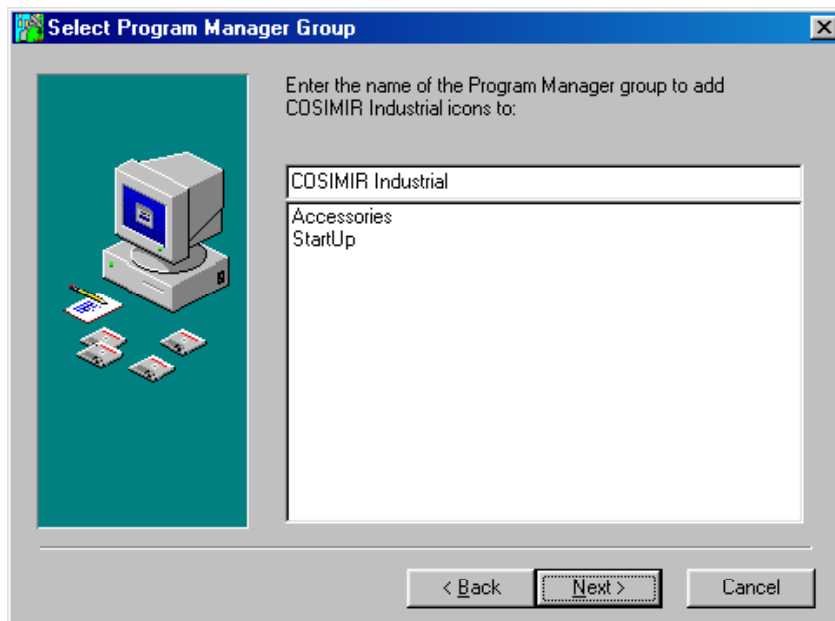 Select Program Manager Group
Enter the name of the Program Manager group to add
COSIMIR Industrial icons to:
COSIMIR Industrial
Accessories
StartUp
< Back
Next >
Cancel